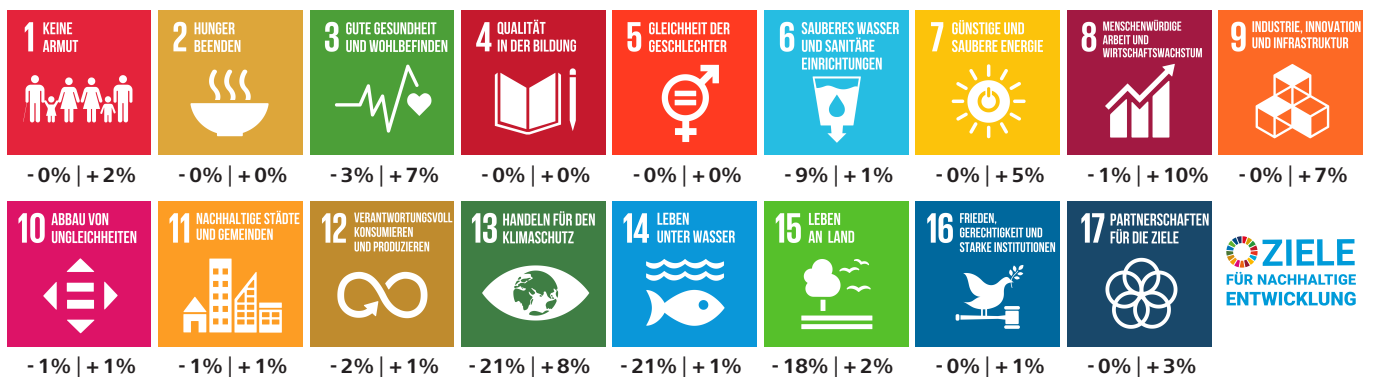 1 KEINE
ARMUT
2 HUNGER
BEENDEN
3 GUTE GESUNDHEIT
UND WOHLBEFINDEN
4 QUALITÄT
IN DER BILDUNG
5 GLEICHHEIT DER
GESCHLECHTER
6 SAUBERES WASSER
UND SANITÄRE
EINRICHTUNGEN
7 GÜNSTIGE UND
SAUBERE ENERGIE
8 MENSCHENWÜRDIGE
ARBEIT UND
WIRTSCHAFTSWACHSTUM
9 INDUSTRIE, INNOVATION
UND INFRASTRUKTUR
-0% | +2%
-0% | +0%
-3% | +7%
-0% | +0%
-0% | +0%
-9% | +1%
-0% | +5%
-1% | +10%
-0% | +7%
10 ABBAU VON
UNGLEICHHEITEN
11 NACHHALTIGE STÄDTE
UND GEMEINDEN
12 VERANTWORTUNGSVOLL
KONSUMIEREN
UND PRODUZIEREN
13 HANDELN FÜR DEN
KLIMASCHUTZ
14 LEBEN
UNTER WASSER
15 LEBEN
AN LAND
16 FRIEDEN,
GERECHTIGKEIT UND
STARKE INSTITUTIONEN
17 PARTNERSCHAFTEN
FÜR DIE ZIELE
ZIELE
FÜR NACHHALTIGE
ENTWICKLUNG
-1% | +1%
-1% | +1%
-2% | +1%
-21% | +8%
-21% | +1%
-18% | +2%
-0% | +1%
-0% | +3%